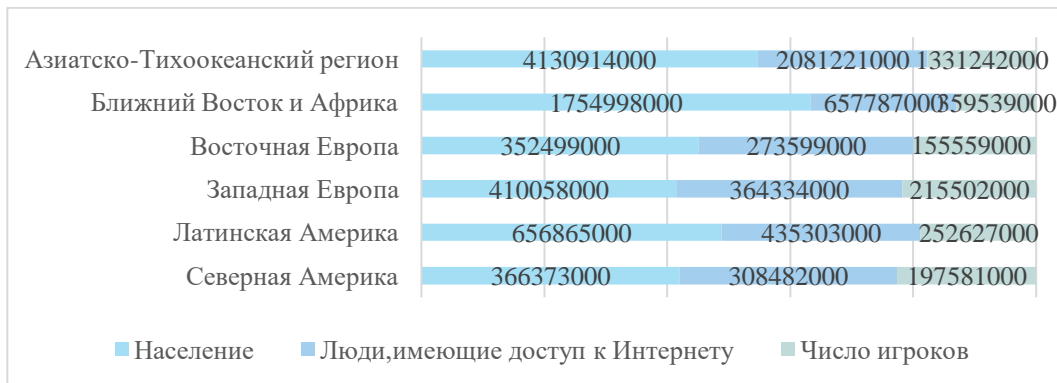 Азиатско-Тихоокеанский регион 4130914000 2081221000 1331242000
Ближний Восток и Африка 1754998000 657787000 359539000
Восточная Европа 352499000 273599000 155559000
Западная Европа 410058000 364334000 215502000
Латинская Америка 656865000 435303000 252627000
Северная Америка 366373000 308482000 197581000
Население Люди,имеющие доступ к Интернету Число игроков